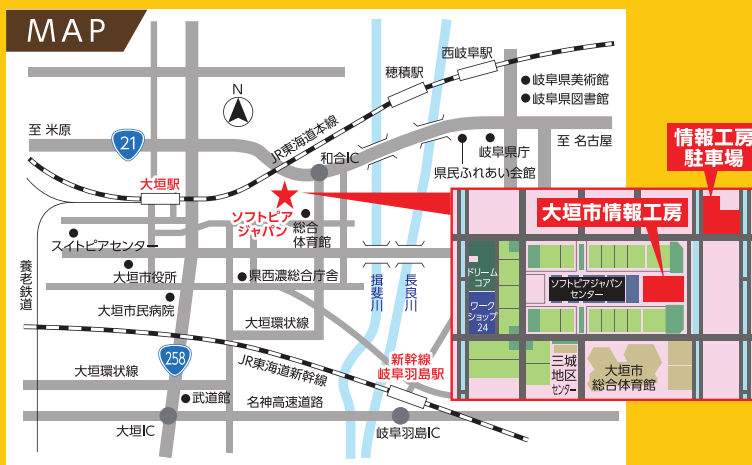 MAP
N
至 米原
21
JR東海道本線
穂積駅
西岐阜駅
岐阜県美術館
岐阜県図書館
至 名古屋
岐阜県庁
県民ふれあい会館
和合IC
大垣駅
ソフトピア
ジャパン
総合
体育館
スイトピアセンター
大垣市役所
大垣市民病院
県西濃総合庁舎
養老鉄道
揖斐川
長良川
大垣環状線
258
JR東海道新幹線
新幹線
岐阜羽島駅
大垣環状線
武道館
名神高速道路
大垣IC
岐阜羽島IC
情報工房
駐車場
大垣市情報工房
ドリーム
コア
ソフトピアジャパン
センター
ワーク
ショップ
24
三城
地区
センター
大垣市
総合体育館